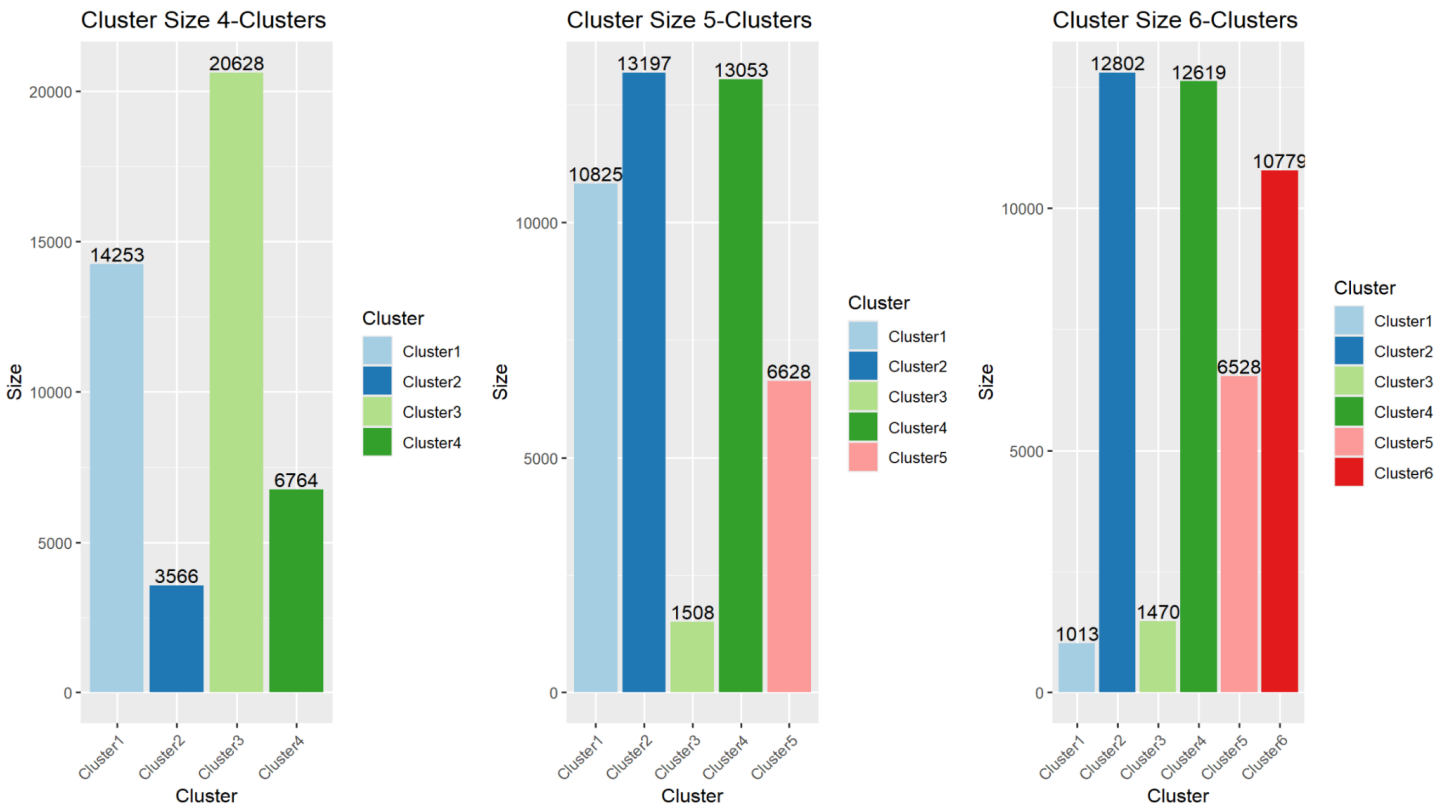 Cluster Size 4-Clusters
20628
20000
14253
15000
10000
6764
5000
3566
0
Size
Cluster1
Cluster2
Cluster3
Cluster4
Cluster
Cluster
Cluster1
Cluster2
Cluster3
Cluster4
Cluster Size 5-Clusters
13197
13053
10825
10000
6628
5000
1508
0
Size
Cluster1
Cluster2
Cluster3
Cluster4
Cluster5
Cluster
Cluster
Cluster1
Cluster2
Cluster3
Cluster4
Cluster5
Cluster Size 6-Clusters
12802
12619
10779
10000
6528
5000
1470
1013
0
Size
Cluster1
Cluster2
Cluster3
Cluster4
Cluster5
Cluster6
Cluster
Cluster
Cluster1
Cluster2
Cluster3
Cluster4
Cluster5
Cluster6